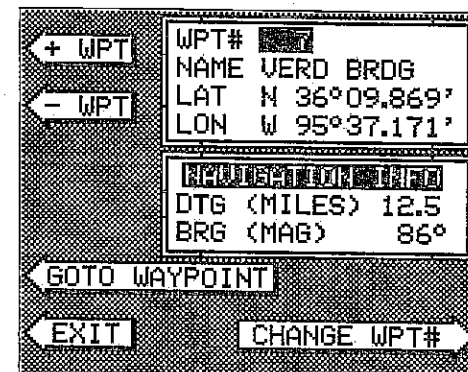 + WPT
- WPT
WPT# 7
NAME VERD BRDG
LAT N 36°09.869'
LON W 95°37.171'
NAVIGATION INFO
DTG (MILES) 12.5
BRG (MAG) 86°
GOTO WAYPOINT
EXIT
CHANGE WPT#